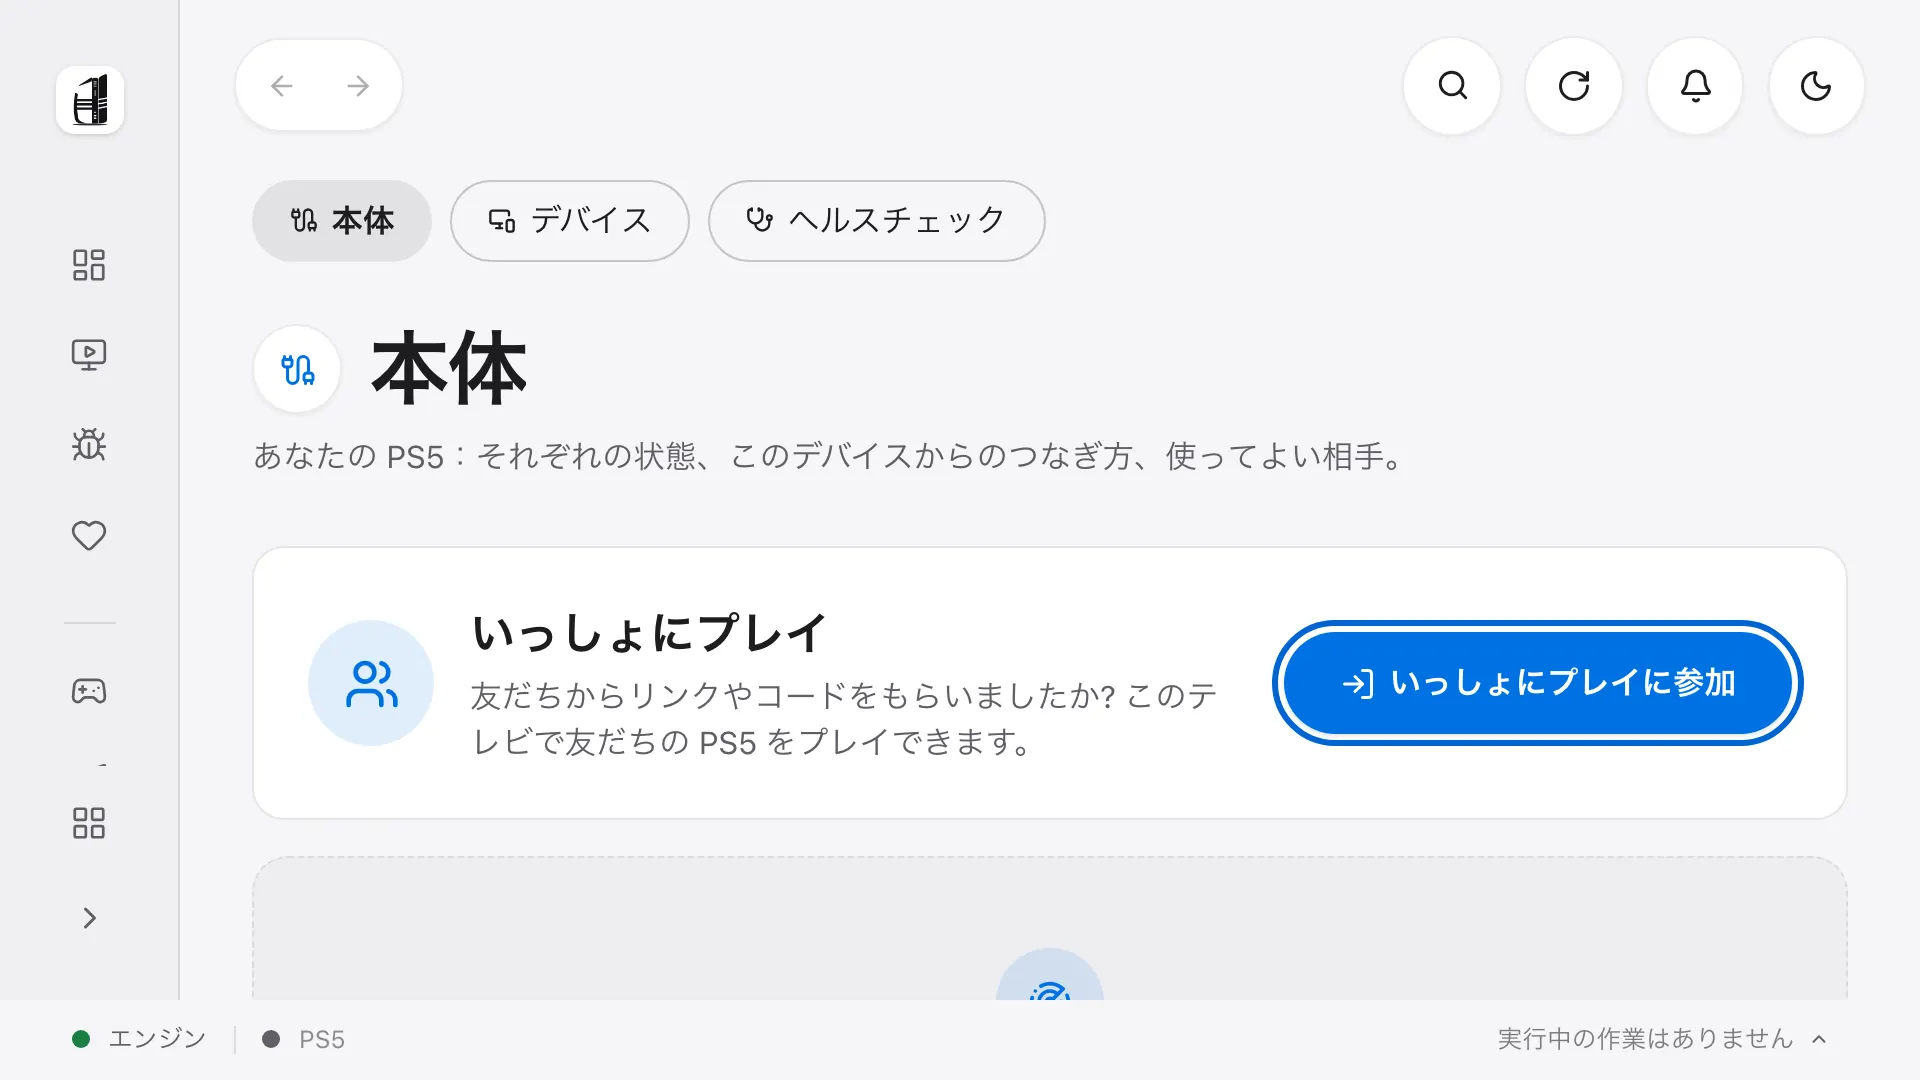 本体
デバイス
ヘルスチェック
本体
あなたの PS5：それぞれの状態、このデバイスからのつなぎ方、使ってよい相手。
いっしょにプレイ
友だちからリンクやコードをもらいましたか? このテ
レビで友だちの PS5 をプレイできます。
いっしょにプレイに参加
エンジン
PS5
実行中の作業はありません